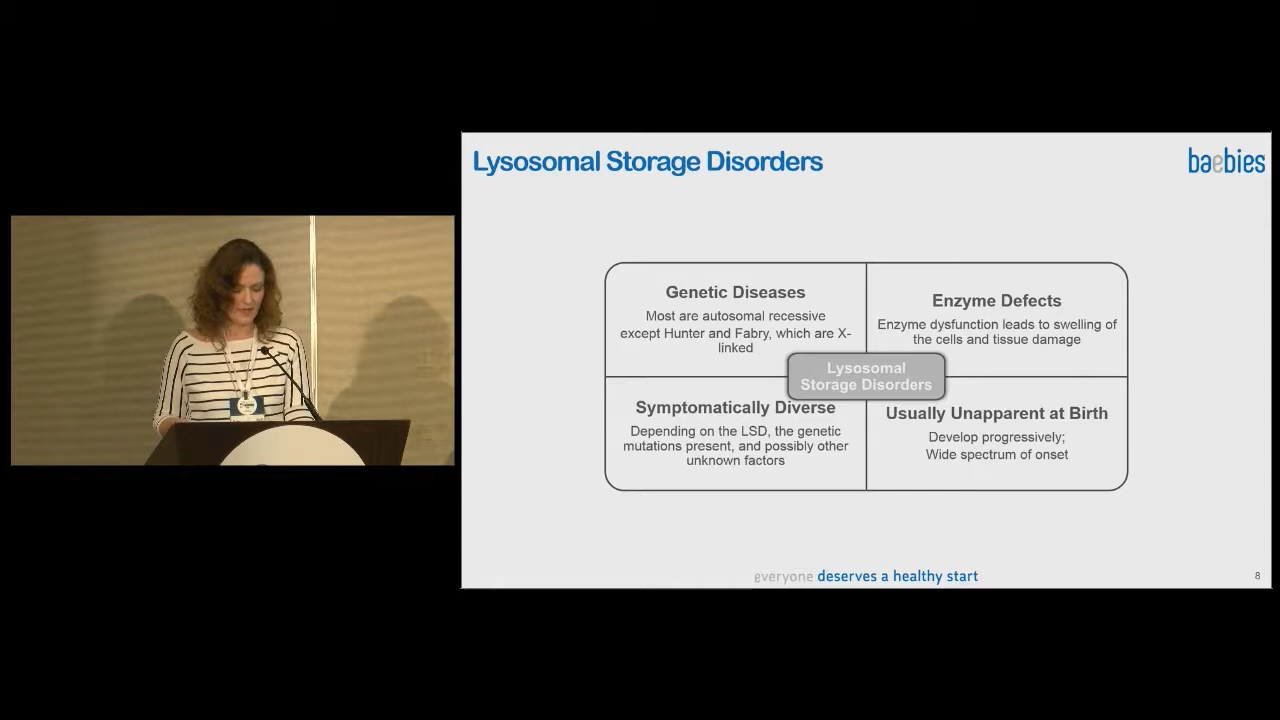 Lysosomal Storage Disorders
baebies
Genetic Diseases
Most are autosomal recessive
except Hunter and Fabry, which are X-
linked
Enzyme Defects
Enzyme dysfunction leads to swelling of
the cells and tissue damage
Lysosomal
Storage Disorders
Symptomatically Diverse
Depending on the LSD, the genetic
mutations present, and possibly other
unknown factors
Usually Unapparent at Birth
Develop progressively;
Wide spectrum of onset
everyone deserves a healthy start
8